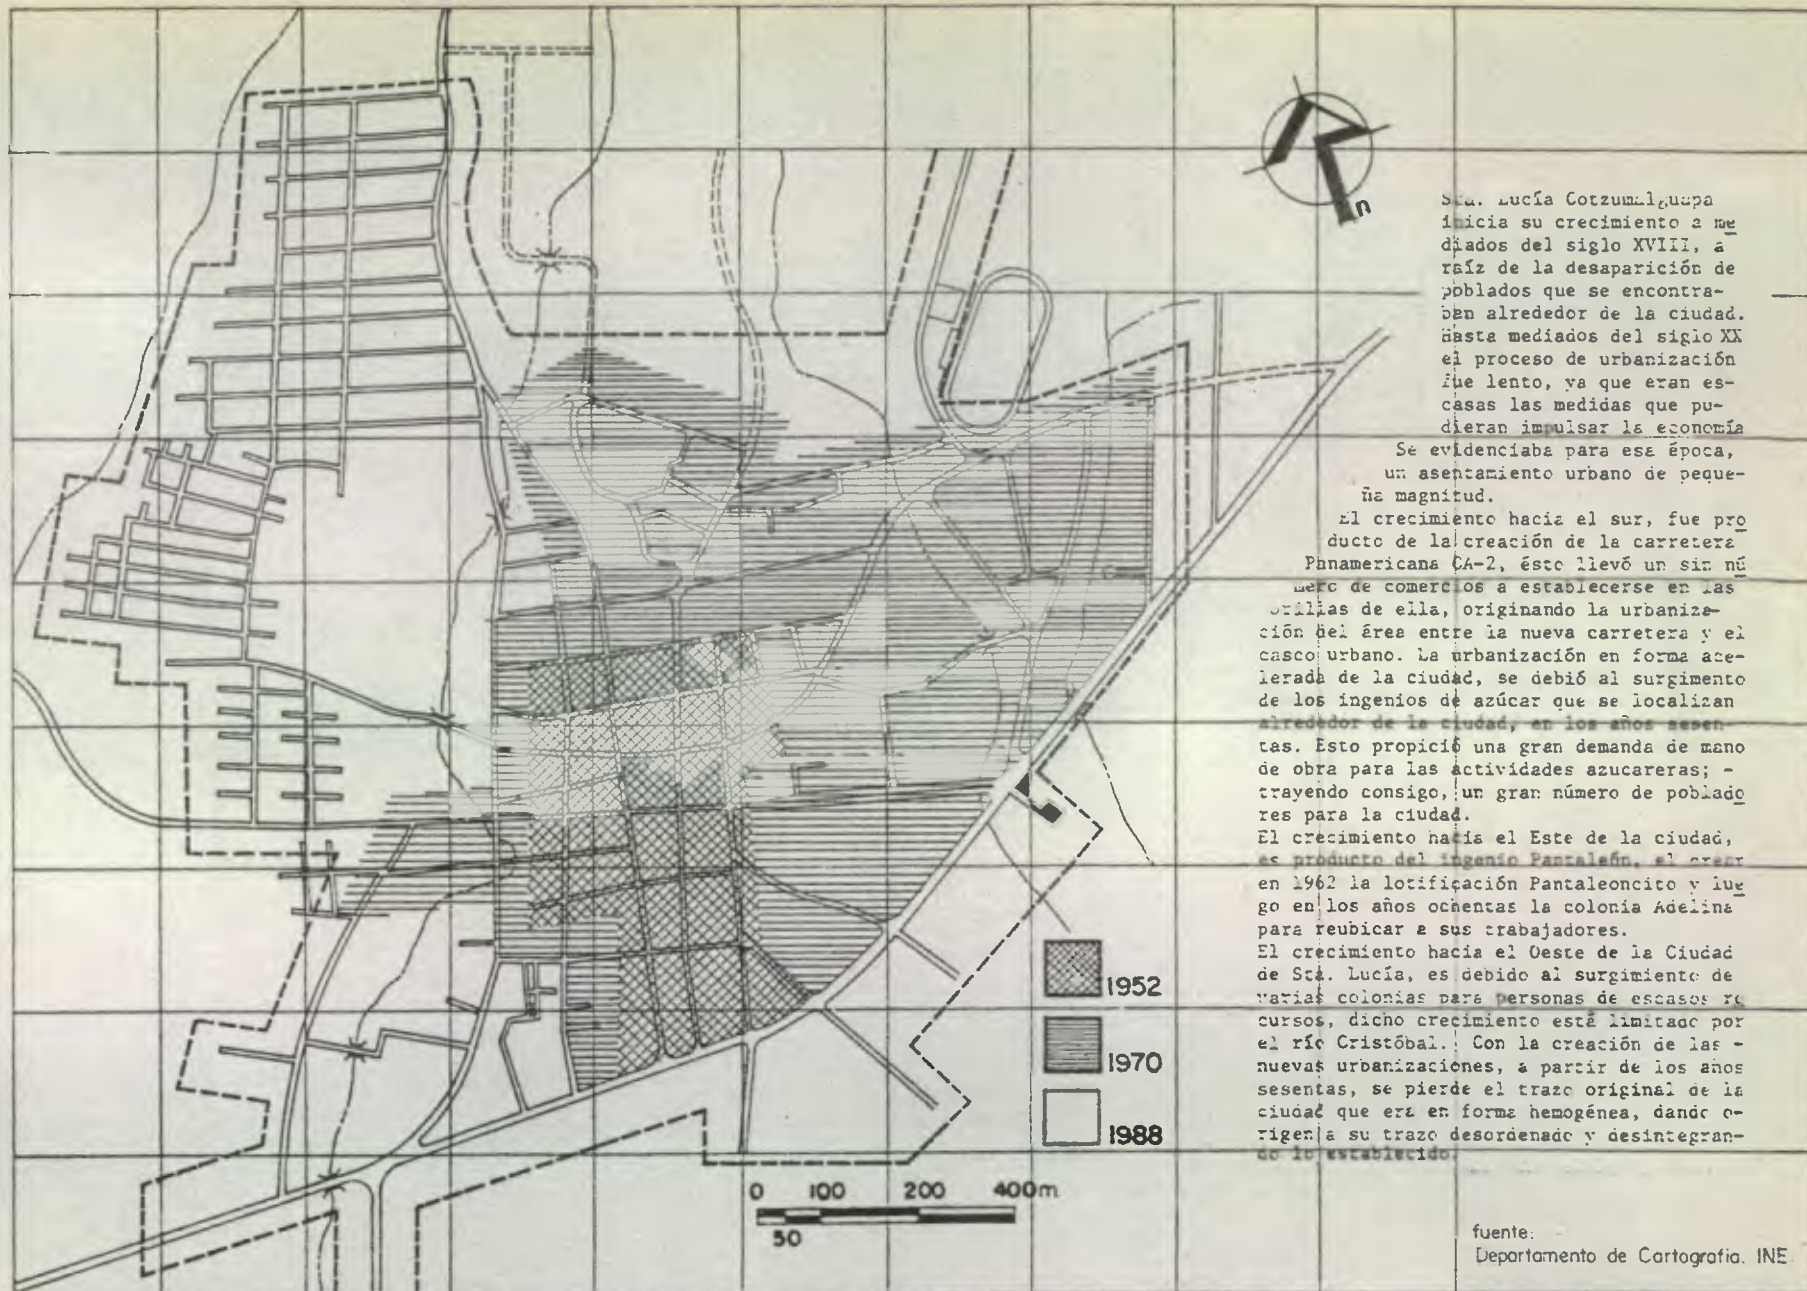 n
Sta. Lucía Cotzumalguapa
inicia su crecimiento a me
diados del siglo XVIII, a
raíz de la desaparición de
poblados que se encontra-
ban alrededor de la ciudad.
Hasta mediados del siglo XX
el proceso de urbanización
fue lento, ya que eran es-
casas las medidas que pu-
dieran impulsar la economía
Se evidenciaba para esa época,
un asentamiento urbano de peque-
ña magnitud.
El crecimiento hacia el sur, fue pro
ducto de la creación de la carretera
Panamericana CA-2, ésto llevó un sin nú
mero de comercios a establecerse en las
orillas de ella, originando la urbaniza-
ción del área entre la nueva carretera y el
casco urbano. La urbanización en forma ace-
lerada de la ciudad, se debió al surgimento
de los ingenios de azúcar que se localizan
alrededor de la ciudad, en los años sesen-
tas. Esto propició una gran demanda de mano
de obra para las actividades azucareras; -
trayendo consigo, un gran número de poblado
res para la ciudad.
El crecimiento hacia el Este de la ciudad,
es producto del ingenio Pantaleón, al crear
en 1962 la lotificación Pantaleoncito y lue
go en los años ochentas la colonia Adelina
para reubicar a sus trabajadores.
El crecimiento hacia el Oeste de la Ciudad
de Sta. Lucía, es debido al surgimiento de
varias colonias para personas de escasos re
cursos, dicho crecimiento está limitado por
el río Cristóbal. Con la creación de las -
nuevas urbanizaciones, a partir de los años
sesentas, se pierde el trazo original de la
ciudad que era en forma hemogénea, dando o-
rigen a su trazo desordenado y desintegran-
do lo establecido.
1952
1970
1988
0 100 200 400m
50
fuente:
Departamento de Cartografía. INE